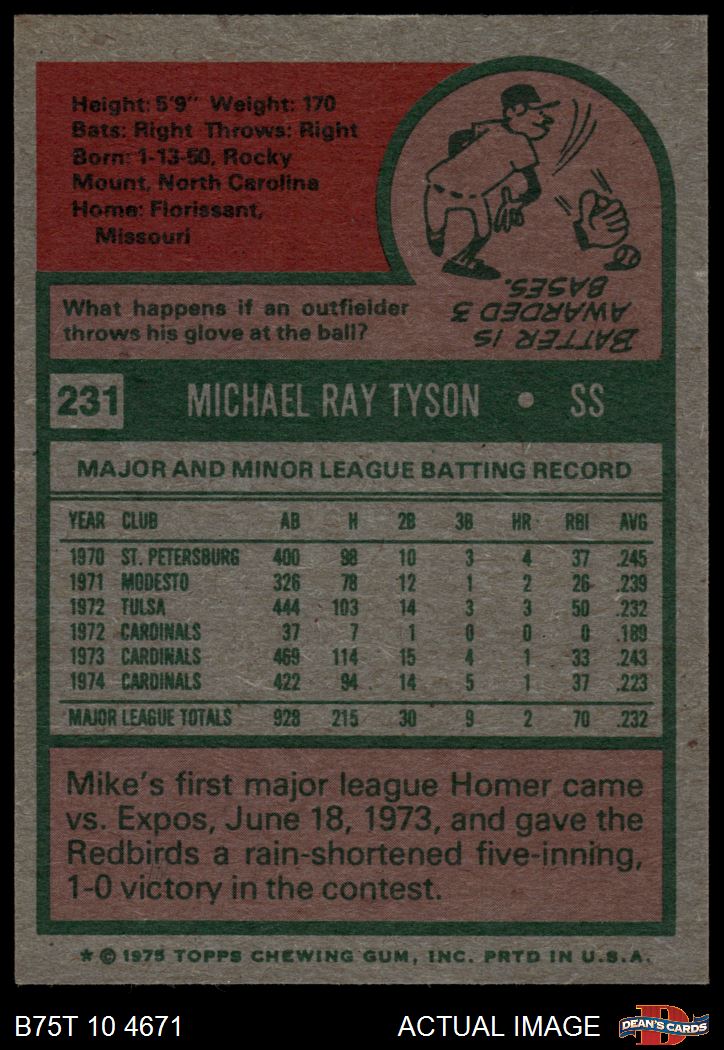 Height: 5'9" Weight: 170
Bats: Right Throws: Right
Born: 1-13-50, Rocky
Mount, North Carolina
Home: Florissant,
Missouri
BATTER IS
AWARDED 3
BASES.
What happens if an outfielder
throws his glove at the ball?
231 MICHAEL RAY TYSON • SS
MAJOR AND MINOR LEAGUE BATTING RECORD
YEAR CLUB AB H 2B 3B HR RBI AVG
1970 ST. PETERSBURG 400 98 10 3 4 37 .245
1971 MODESTO 326 78 12 1 2 26 .239
1972 TULSA 444 103 14 3 3 50 .232
1972 CARDINALS 37 7 1 0 0 0 .189
1973 CARDINALS 469 114 15 4 1 33 .243
1974 CARDINALS 422 94 14 5 1 37 .223
MAJOR LEAGUE TOTALS 928 215 30 9 2 70 .232
Mike's first major league Homer came
vs. Expos, June 18, 1973, and gave the
Redbirds a rain-shortened five-inning,
1-0 victory in the contest.
* © 1975 TOPPS CHEWING GUM, INC. PRTD IN U.S.A.
B75T 10 4671 ACTUAL IMAGE DEAN'S CARDS